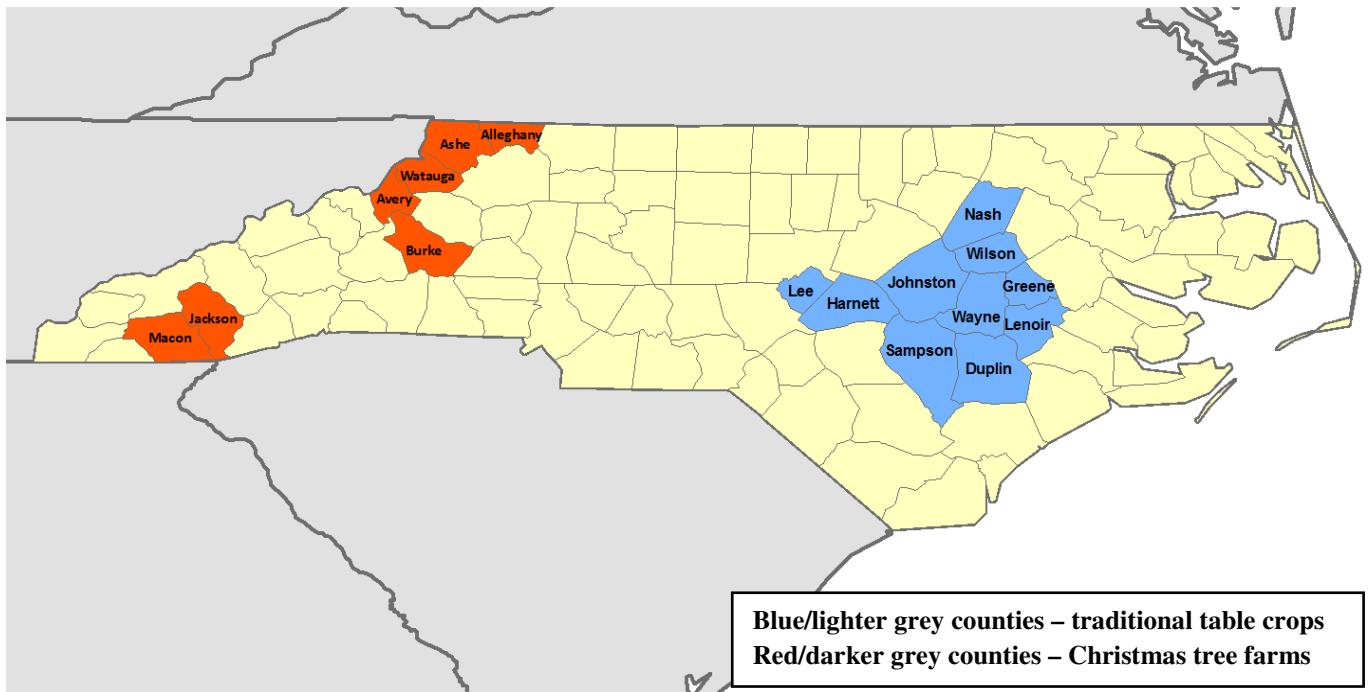 Ashe
Alleghany
Watauga
Avery
Burke
Nash
Wilson
Johnston
Greene
Lee
Harnett
Wayne
Lenoir
Jackson
Macon
Sampson
Duplin
Blue/lighter grey counties – traditional table crops
Red/darker grey counties – Christmas tree farms